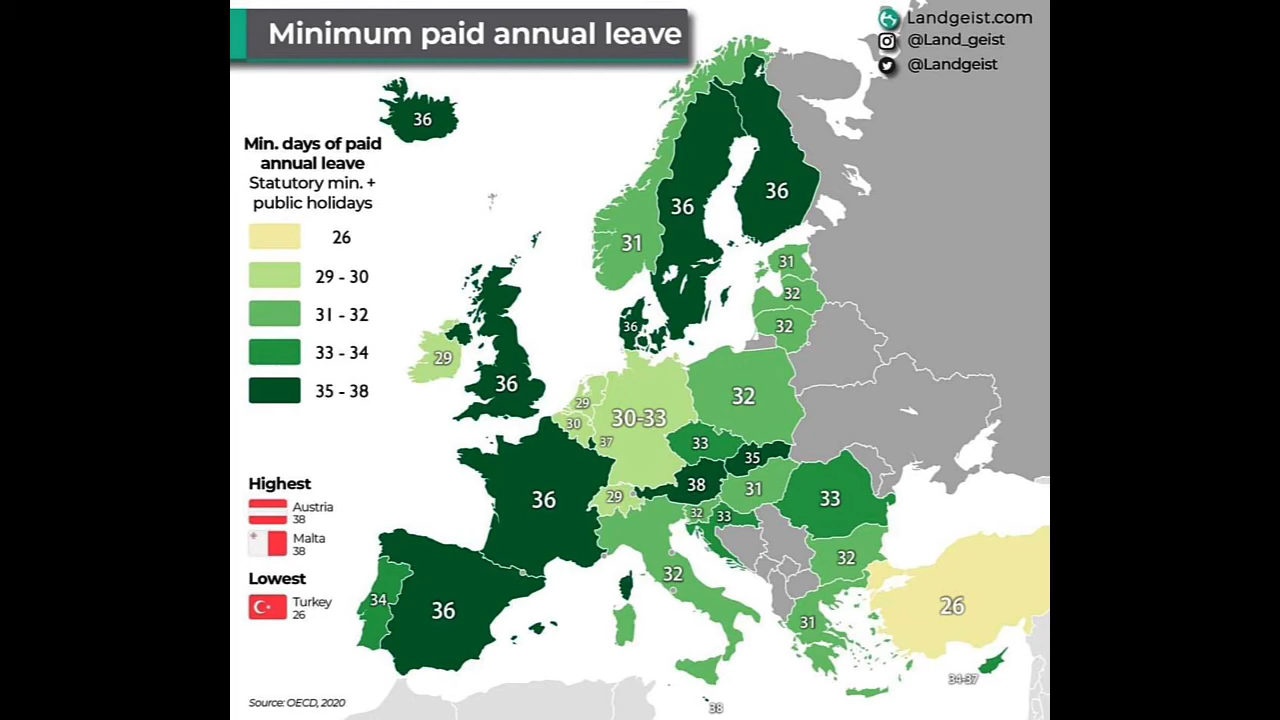 Minimum paid annual leave
Landgeist.com
@Land_geist
@Landgeist
Min. days of paid
annual leave
Statutory min. +
public holidays
26
29 - 30
31 - 32
33 - 34
35 - 38
Highest
Austria
38
Malta
38
Lowest
Turkey
26
Source: OECD, 2020
36
36
36
31
31
32
32
36
29
36
29
30
37
30-33
32
33
35
38
31
29
32
33
33
36
32
32
34
36
31
26
34-37
38